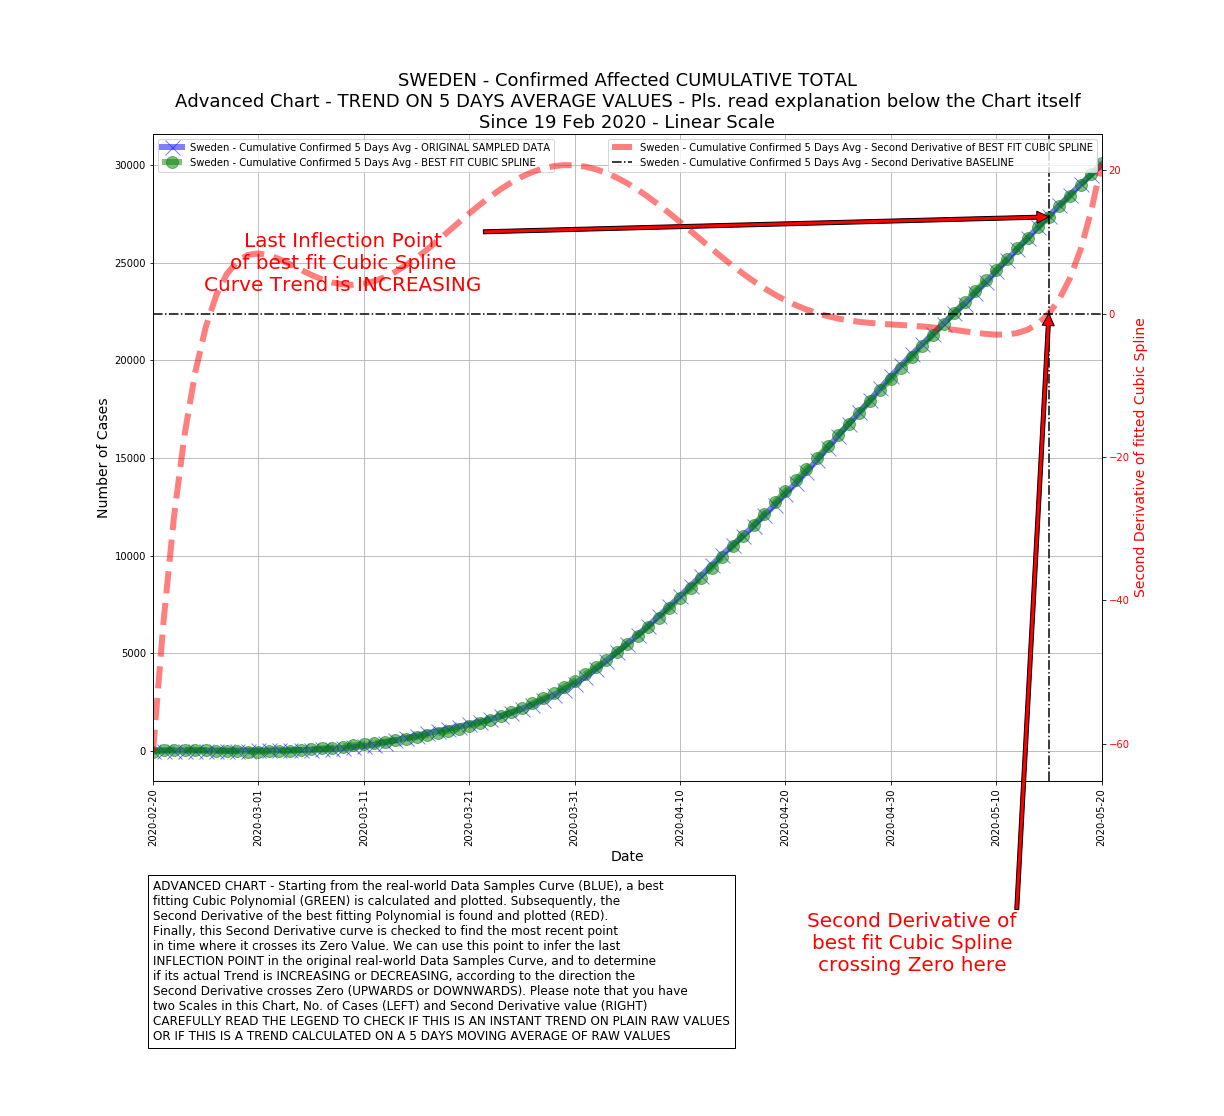 SWEDEN - Confirmed Affected CUMULATIVE TOTAL
Advanced Chart - TREND ON 5 DAYS AVERAGE VALUES - Pls. read explanation below the Chart itself
Since 19 Feb 2020 - Linear Scale
Sweden - Cumulative Confirmed 5 Days Avg - ORIGINAL SAMPLED DATA
Sweden - Cumulative Confirmed 5 Days Avg - BEST FIT CUBIC SPLINE
Sweden - Cumulative Confirmed 5 Days Avg - Second Derivative of BEST FIT CUBIC SPLINE
Sweden - Cumulative Confirmed 5 Days Avg - Second Derivative BASELINE
Last Inflection Point
of best fit Cubic Spline
Curve Trend is INCREASING
Number of Cases
30000
25000
20000
15000
10000
5000
0
20
0
−20
−40
−60
Second Derivative of fitted Cubic Spline
2020-02-20
2020-03-01
2020-03-11
2020-03-21
2020-03-31
2020-04-10
2020-04-20
2020-04-30
2020-05-10
2020-05-20
Date
ADVANCED CHART - Starting from the real-world Data Samples Curve (BLUE), a best
fitting Cubic Polynomial (GREEN) is calculated and plotted. Subsequently, the
Second Derivative of the best fitting Polynomial is found and plotted (RED).
Finally, this Second Derivative curve is checked to find the most recent point
in time where it crosses its Zero Value. We can use this point to infer the last
INFLECTION POINT in the original real-world Data Samples Curve, and to determine
if its actual Trend is INCREASING or DECREASING, according to the direction the
Second Derivative crosses Zero (UPWARDS or DOWNWARDS). Please note that you have
two Scales in this Chart, No. of Cases (LEFT) and Second Derivative value (RIGHT)
CAREFULLY READ THE LEGEND TO CHECK IF THIS IS AN INSTANT TREND ON PLAIN RAW VALUES
OR IF THIS IS A TREND CALCULATED ON A 5 DAYS MOVING AVERAGE OF RAW VALUES
Second Derivative of
best fit Cubic Spline
crossing Zero here